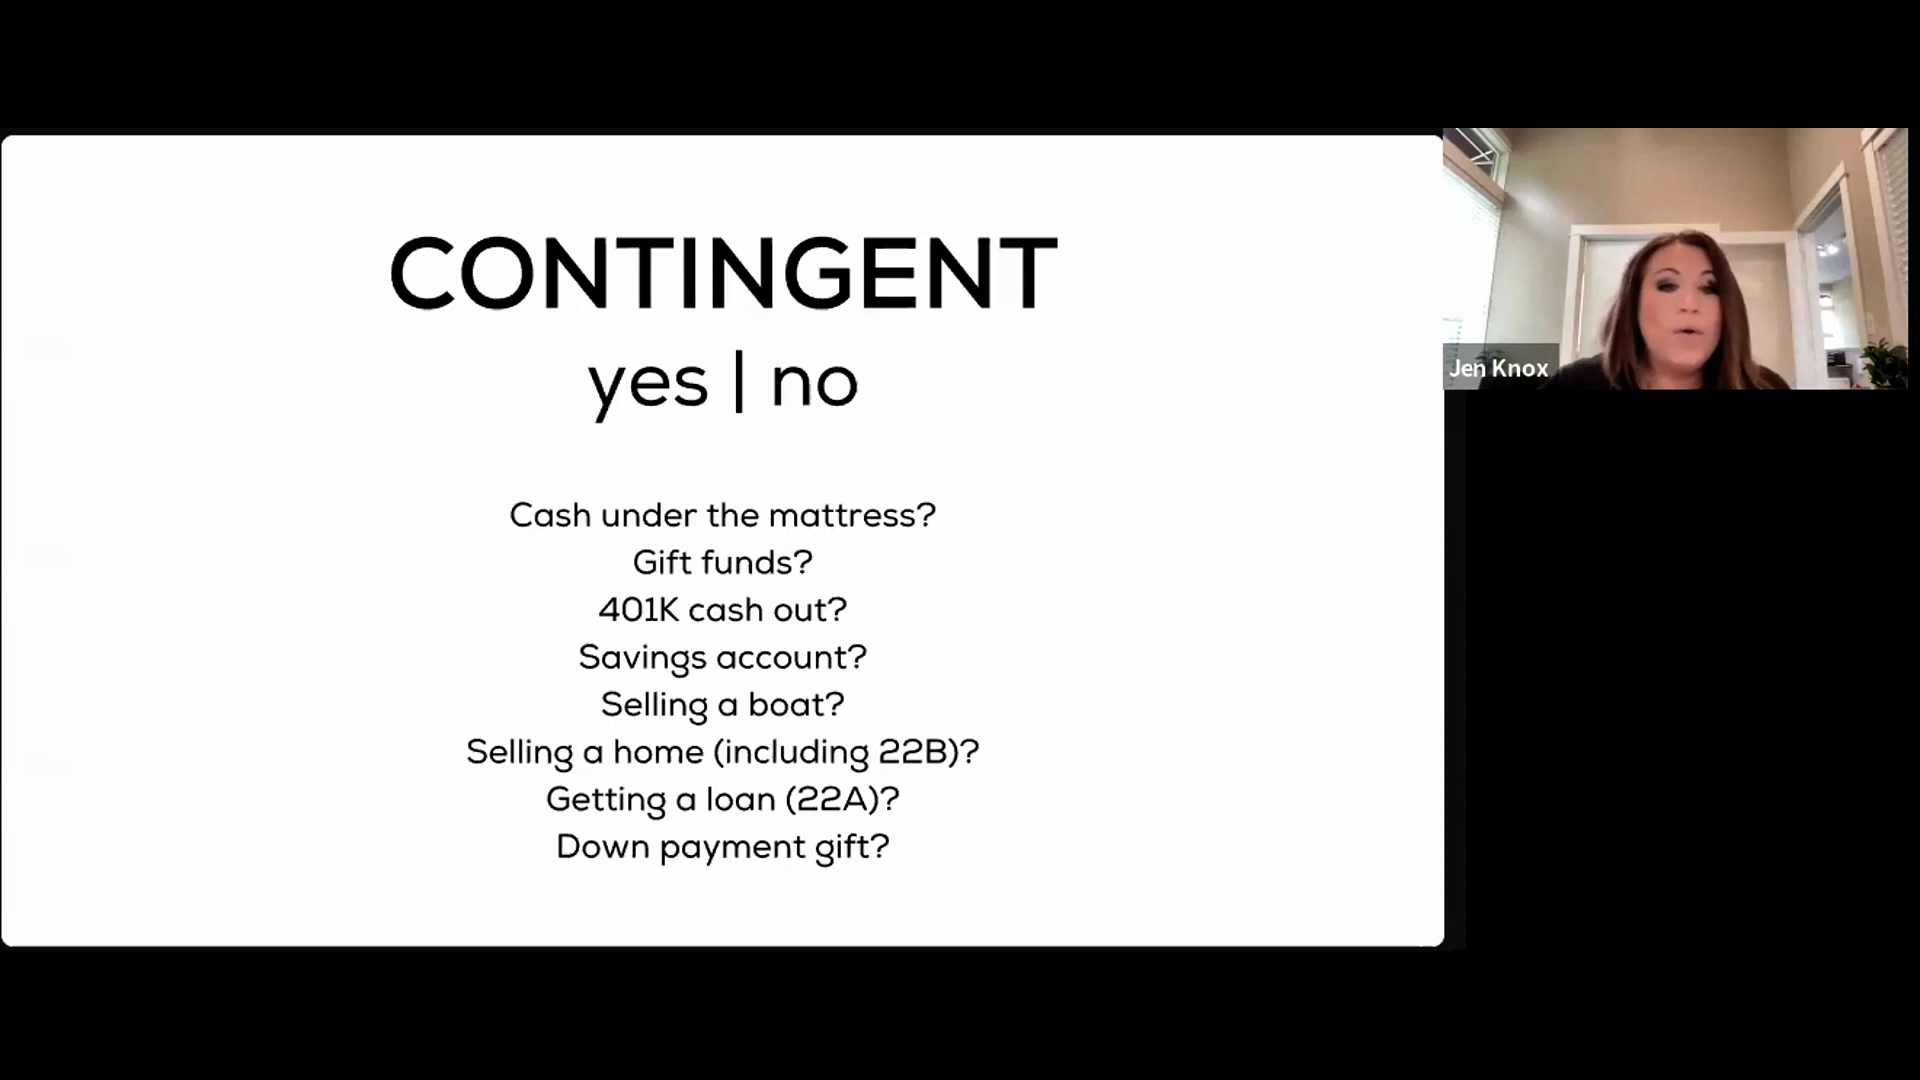 CONTINGENT
yes | no
Cash under the mattress?
Gift funds?
401K cash out?
Savings account?
Selling a boat?
Selling a home (including 22B)?
Getting a loan (22A)?
Down payment gift?
Jen Knox